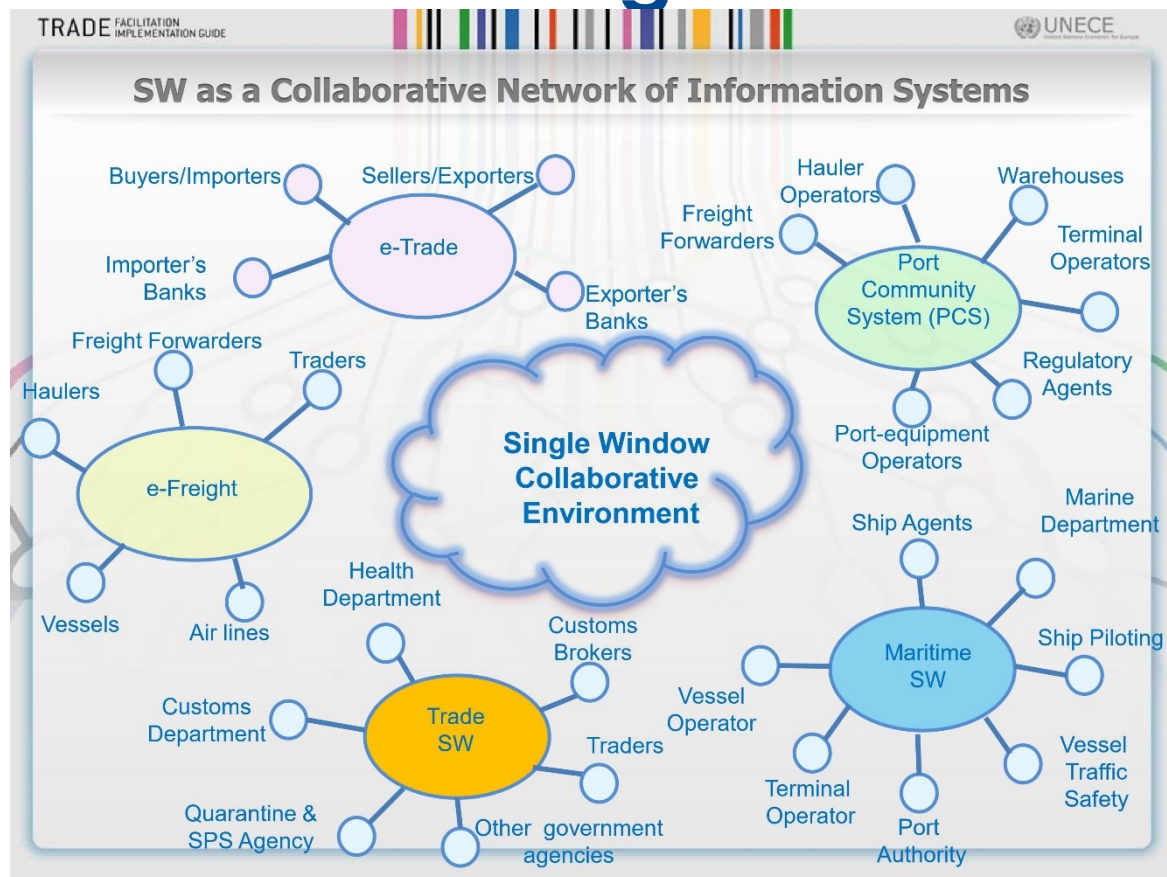 g
TRADE FACILITATION
IMPLEMENTATION GUIDE
UNECE
SW as a Collaborative Network of Information Systems
Buyers/Importers
Sellers/Exporters
e-Trade
Importer's
Banks
Exporter's
Banks
Hauler
Operators
Warehouses
Freight
Forwarders
Terminal
Operators
Port
Community
System (PCS)
Regulatory
Agents
Port-equipment
Operators
Freight Forwarders
Traders
Haulers
e-Freight
Vessels
Air lines
Single Window
Collaborative
Environment
Health
Department
Customs
Brokers
Customs
Department
Trade
SW
Traders
Quarantine &
SPS Agency
Other government
agencies
Ship Agents
Marine
Department
Maritime
SW
Ship Piloting
Vessel
Operator
Vessel
Traffic
Safety
Terminal
Operator
Port
Authority